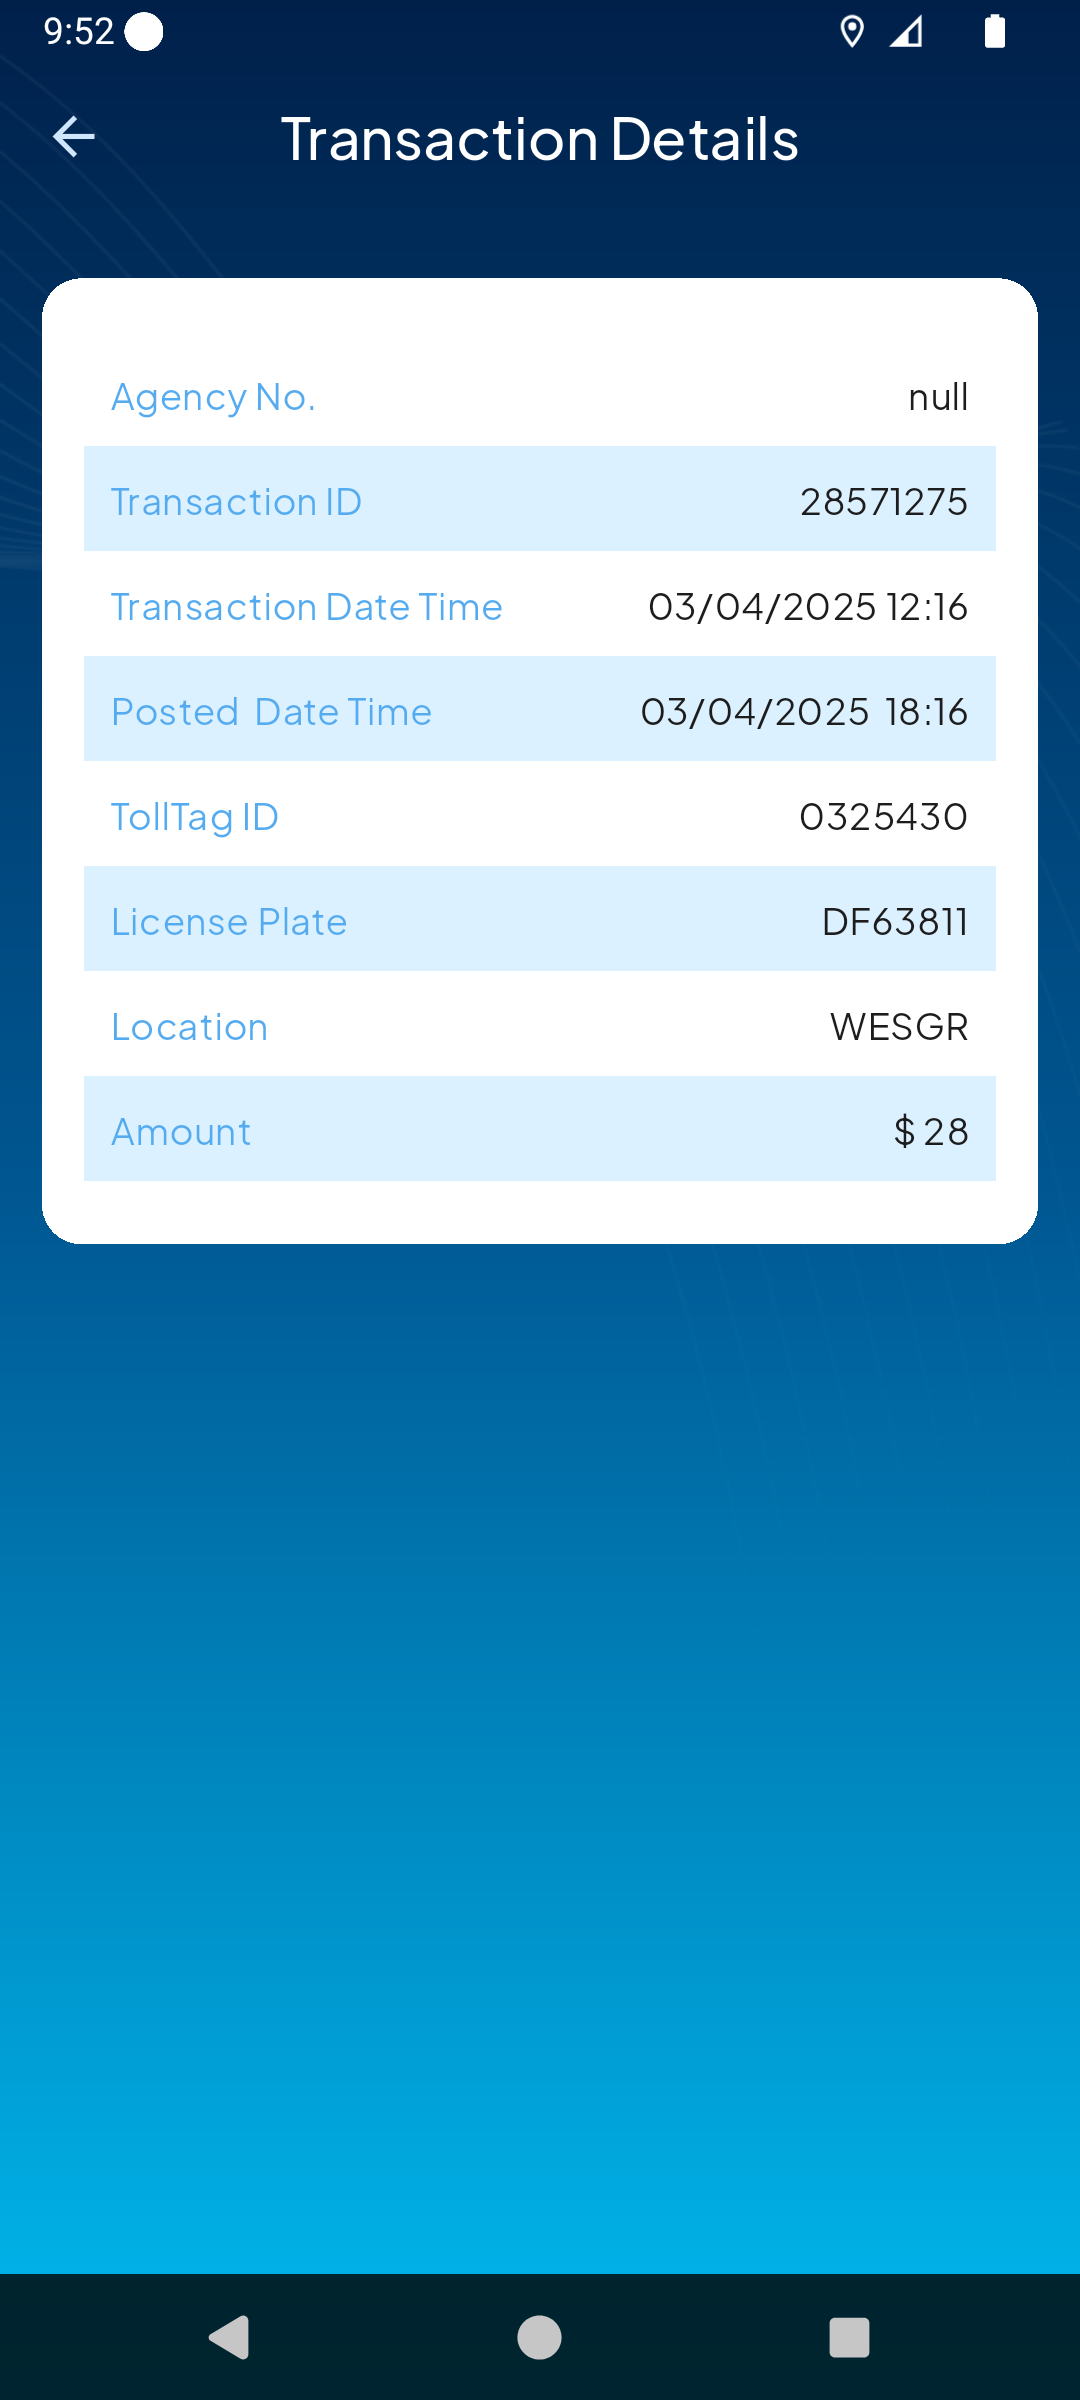 9:52
Transaction Details
Agency No. null
Transaction ID 28571275
Transaction Date Time 03/04/2025 12:16
Posted Date Time 03/04/2025 18:16
TollTag ID 0325430
License Plate DF63811
Location WESGR
Amount $ 28